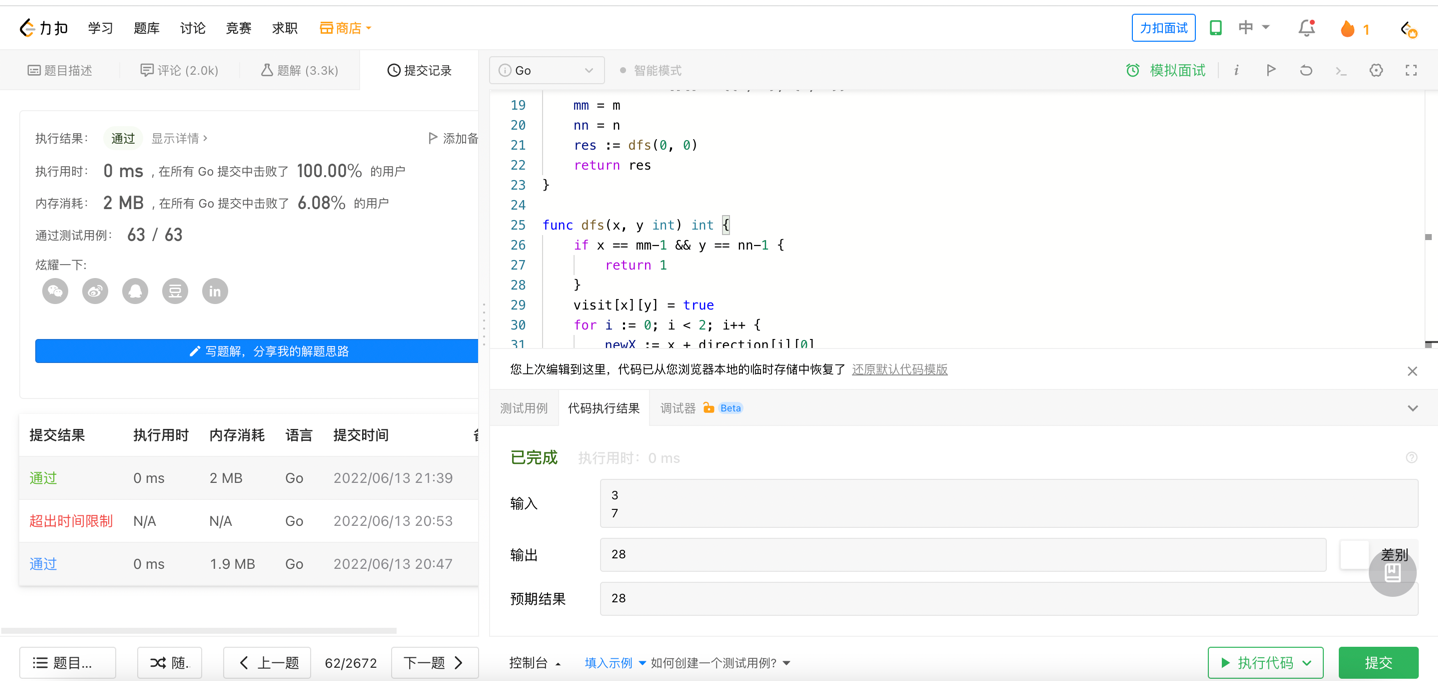 力扣 学习 题库 讨论 竞赛 求职 商店 力扣面试 中 1
题目描述 评论 (2.0k) 题解 (3.3k) 提交记录
执行结果： 通过 显示详情 › 添加备
执行用时： 0 ms , 在所有 Go 提交中击败了 100.00% 的用户
内存消耗： 2 MB , 在所有 Go 提交中击败了 6.08% 的用户
通过测试用例： 63 / 63
炫耀一下:
豆 in
写题解，分享我的解题思路
提交结果 执行用时 内存消耗 语言 提交时间
通过 0 ms 2 MB Go 2022/06/13 21:39
超出时间限制 N/A N/A Go 2022/06/13 20:53
通过 0 ms 1.9 MB Go 2022/06/13 20:47
题目... 随. 上一题 62/2672 下一题
Go 智能模式 模拟面试 i
19 mm = m
20 nn = n
21 res := dfs(0, 0)
22 return res
23 }
24
25 func dfs(x, y int) int {
26 if x == mm-1 && y == nn-1 {
27 return 1
28 }
29 visit[x][y] = true
30 for i := 0; i < 2; i++ {
31 newX := x + direction[i][0]
您上次编辑到这里，代码已从您浏览器本地的临时存储中恢复了 还原默认代码模版
测试用例 代码执行结果 调试器 Beta
已完成 执行用时：0 ms
输入
3
7
输出 28 差别
预期结果 28
控制台 填入示例 如何创建一个测试用例? 执行代码 提交